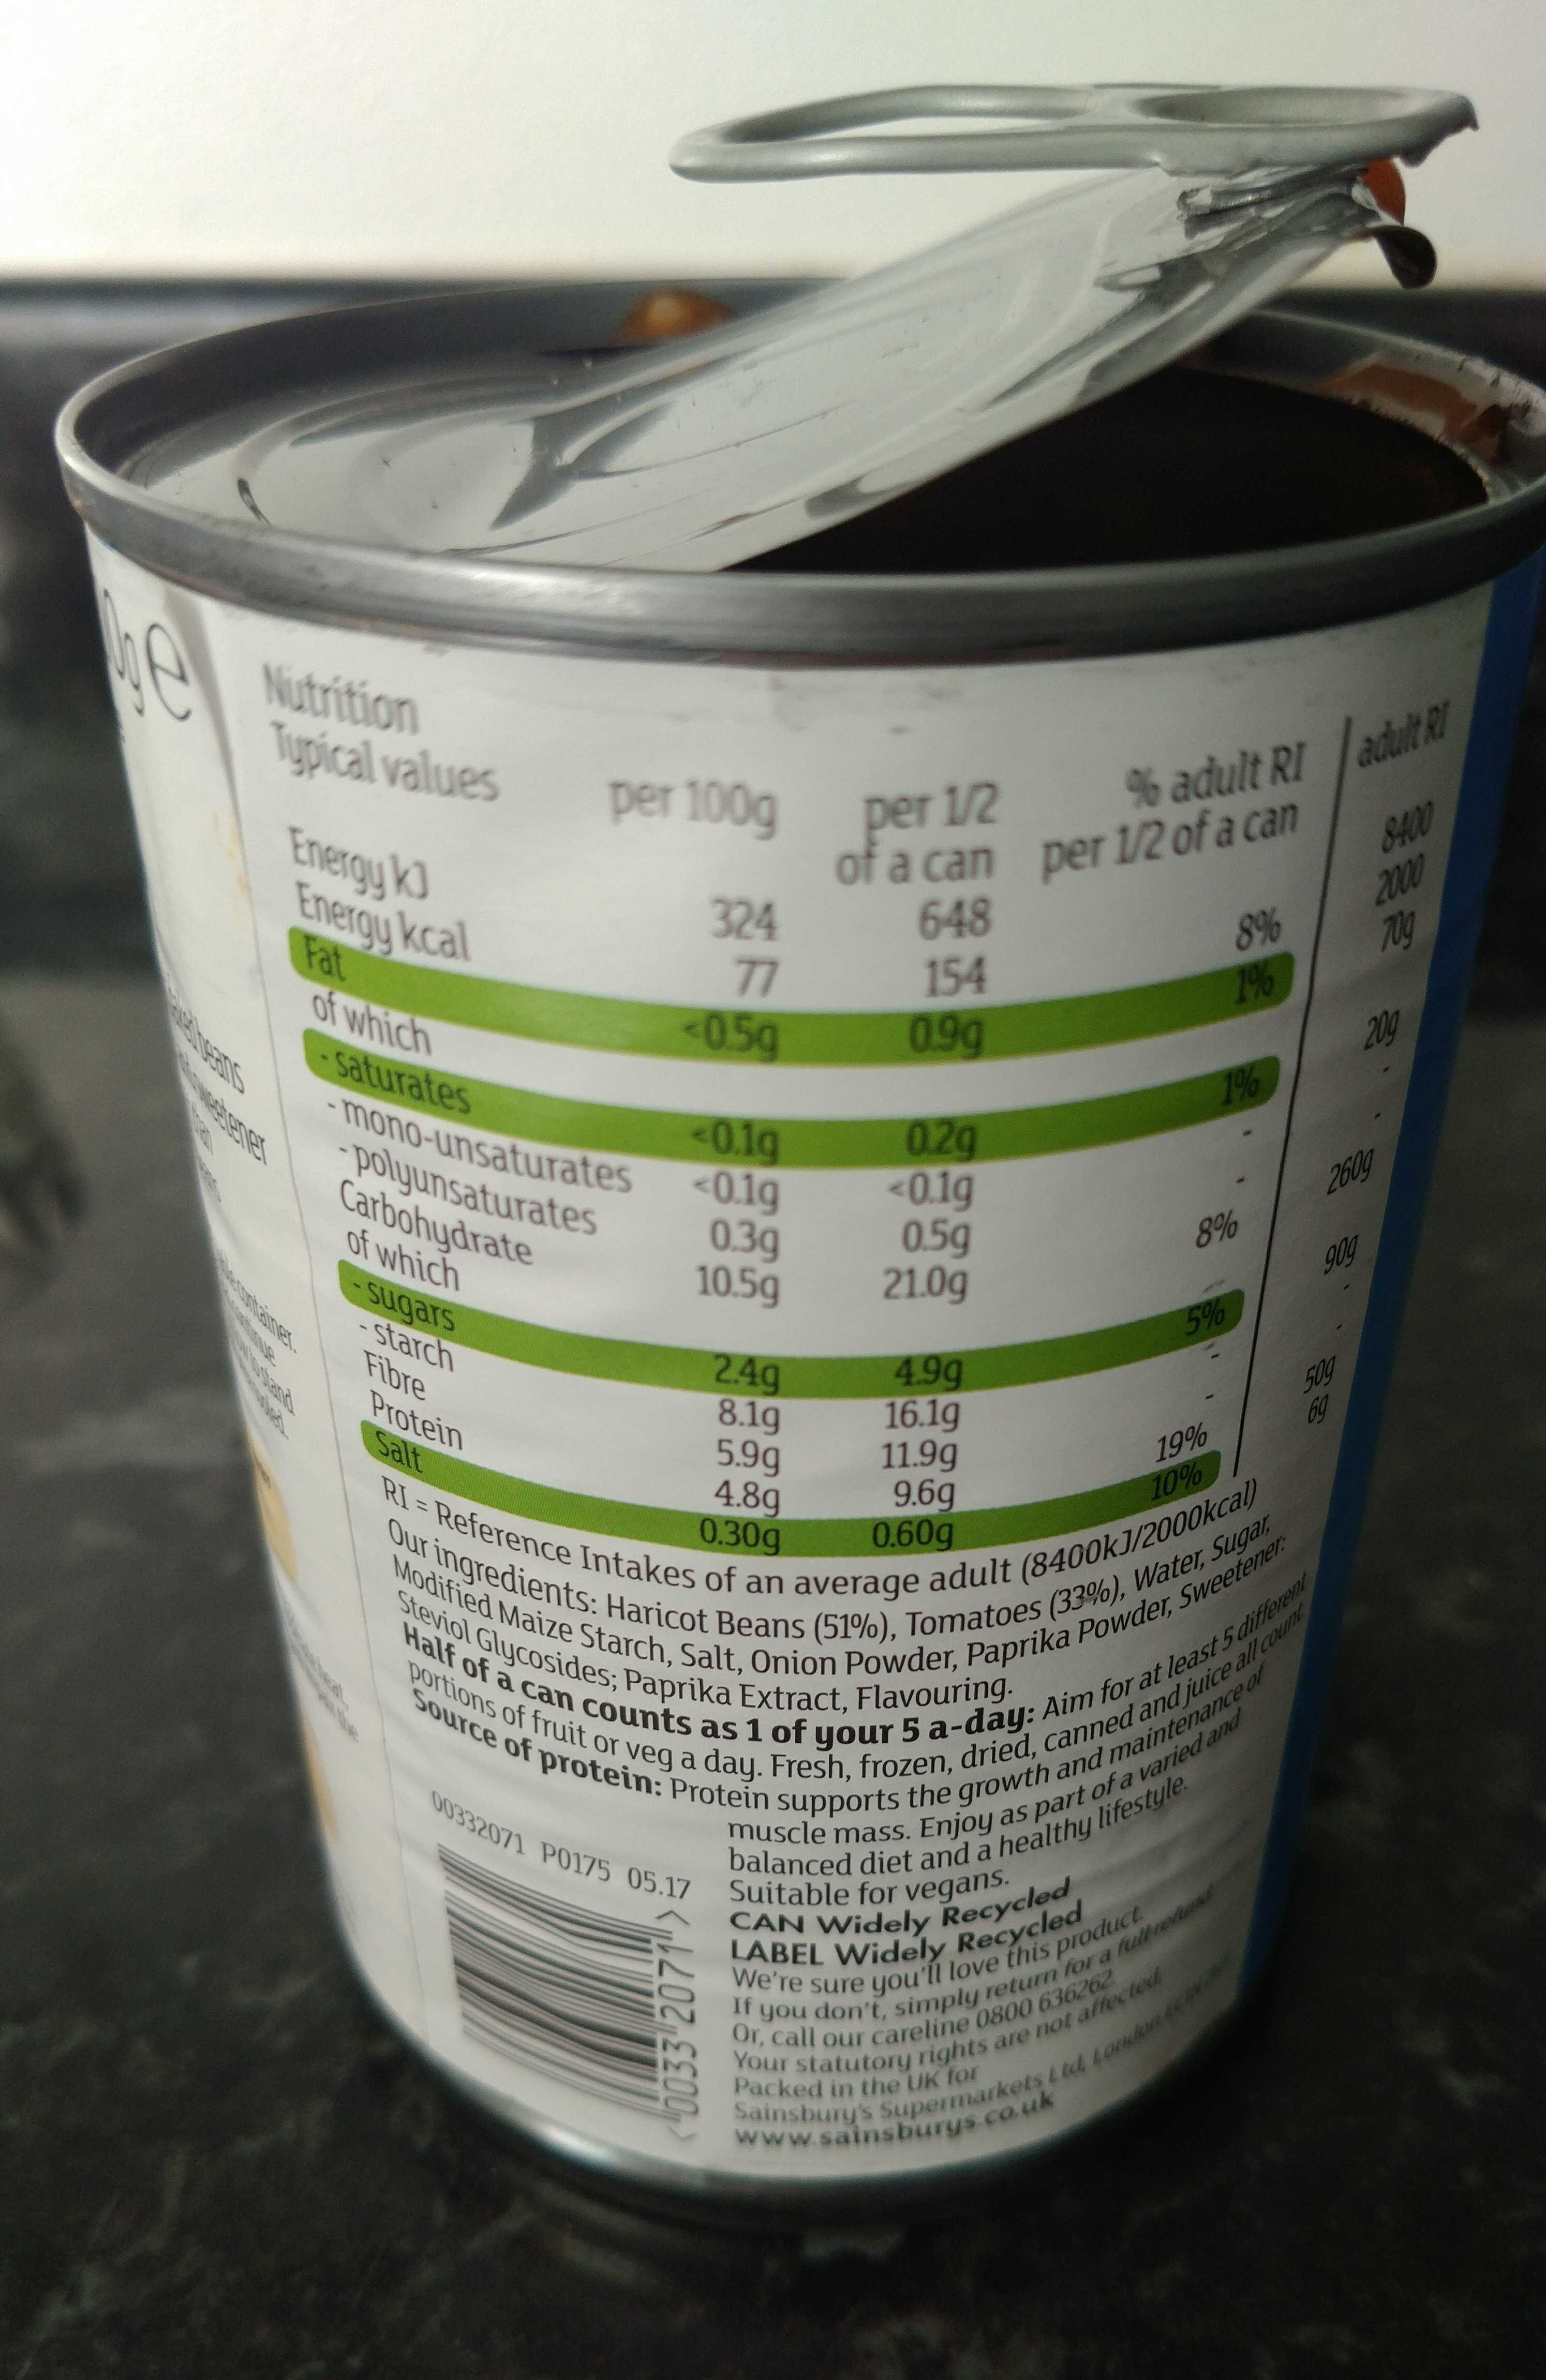 0g e
Nutrition
Typical values per 100g per 1/2 of a can % adult RI per 1/2 of a can adult RI
Energy kJ 324 648 8400
Energy kcal 77 154 8% 2000
Fat <0.5g 0.9g 1% 70g
of which
- saturates <0.1g 0.2g 1% 20g
- mono-unsaturates <0.1g <0.1g - -
- polyunsaturates 0.3g 0.5g - -
Carbohydrate 10.5g 21.0g 8% 260g
of which
- sugars 2.4g 4.9g 5% 90g
- starch 8.1g 16.1g - -
Fibre 5.9g 11.9g - -
Protein 4.8g 9.6g 19% 50g
Salt 0.30g 0.60g 10% 6g
RI = Reference Intakes of an average adult (8400kJ/2000kcal)
Our ingredients: Haricot Beans (51%), Tomatoes (33%), Water, Sugar,
Modified Maize Starch, Salt, Onion Powder, Paprika Powder, Sweetener:
Steviol Glycosides; Paprika Extract, Flavouring.
Half of a can counts as 1 of your 5 a-day: Aim for at least 5 different
portions of fruit or veg a day. Fresh, frozen, dried, canned and juice all count.
Source of protein: Protein supports the growth and maintenance of
muscle mass. Enjoy as part of a varied and
balanced diet and a healthy lifestyle.
Suitable for vegans.
CAN Widely Recycled
LABEL Widely Recycled
We're sure you'll love this product.
If you don't, simply return for a full refund.
Or, call our careline 0800 636262.
Your statutory rights are not affected.
Packed in the UK for
Sainsbury's Supermarkets Ltd, London
www.sainsburys.co.uk
00332071 P0175 05.17
<0033 2071>
baked beans
sweetener
container.